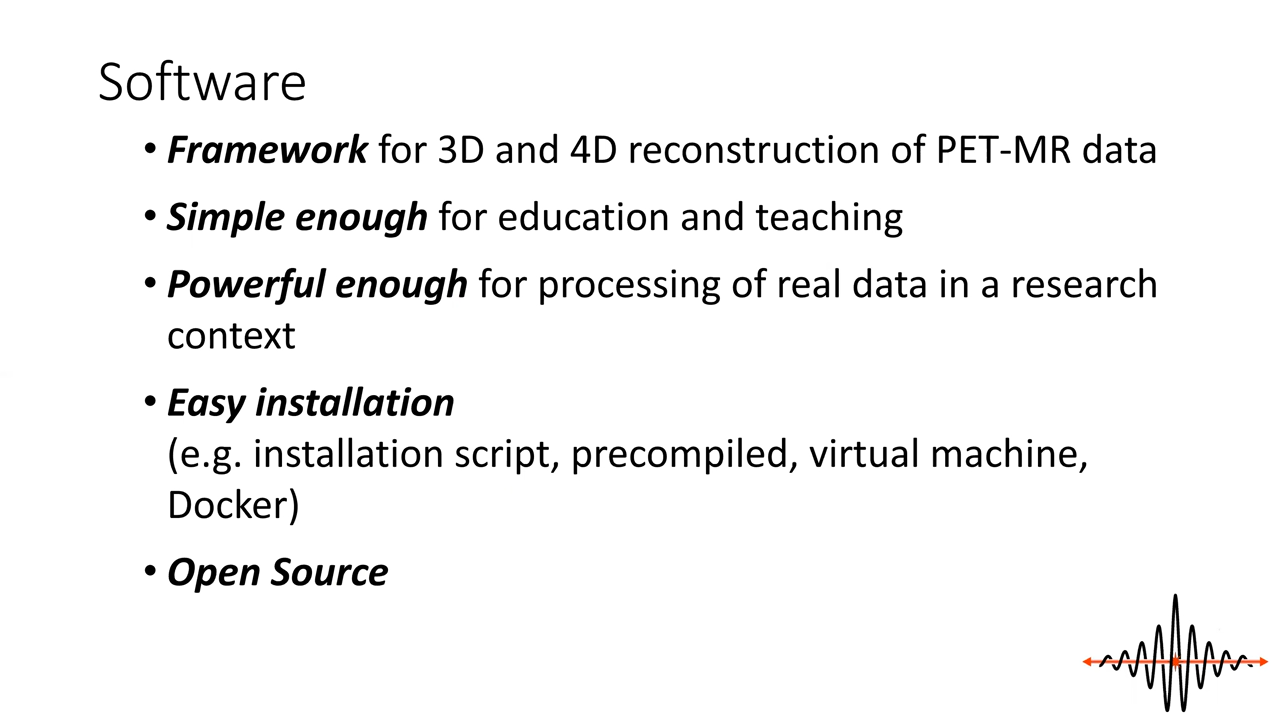 Software
• Framework for 3D and 4D reconstruction of PET-MR data
• Simple enough for education and teaching
• Powerful enough for processing of real data in a research
context
• Easy installation
(e.g. installation script, precompiled, virtual machine,
Docker)
• Open Source